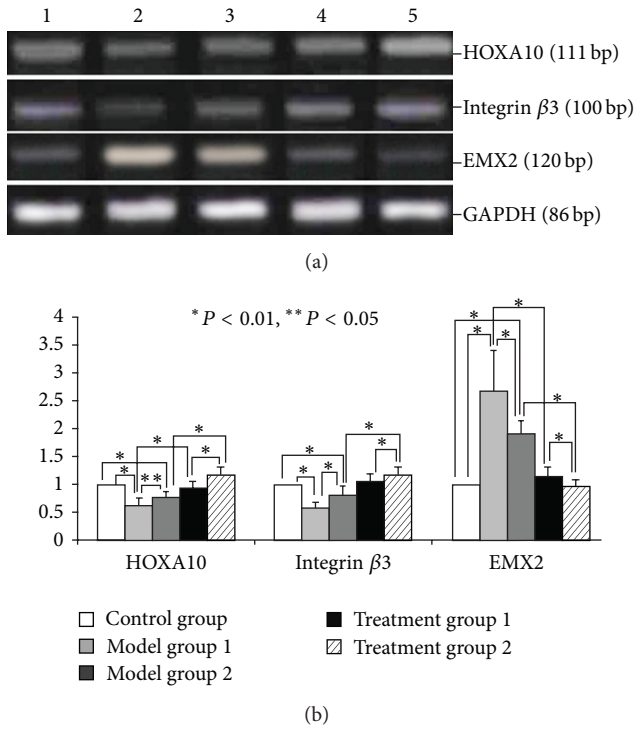 1 2 3 4 5
HOXA10 (111 bp)
Integrin β3 (100 bp)
EMX2 (120 bp)
GAPDH (86 bp)
(a)
*P < 0.01, **P < 0.05
4
3.5
3
2.5
2
1.5
1
0.5
0
* * ** * * *
* * * * *
* * * * * *
HOXA10 Integrin β3 EMX2
Control group
Model group 1
Model group 2
Treatment group 1
Treatment group 2
(b)